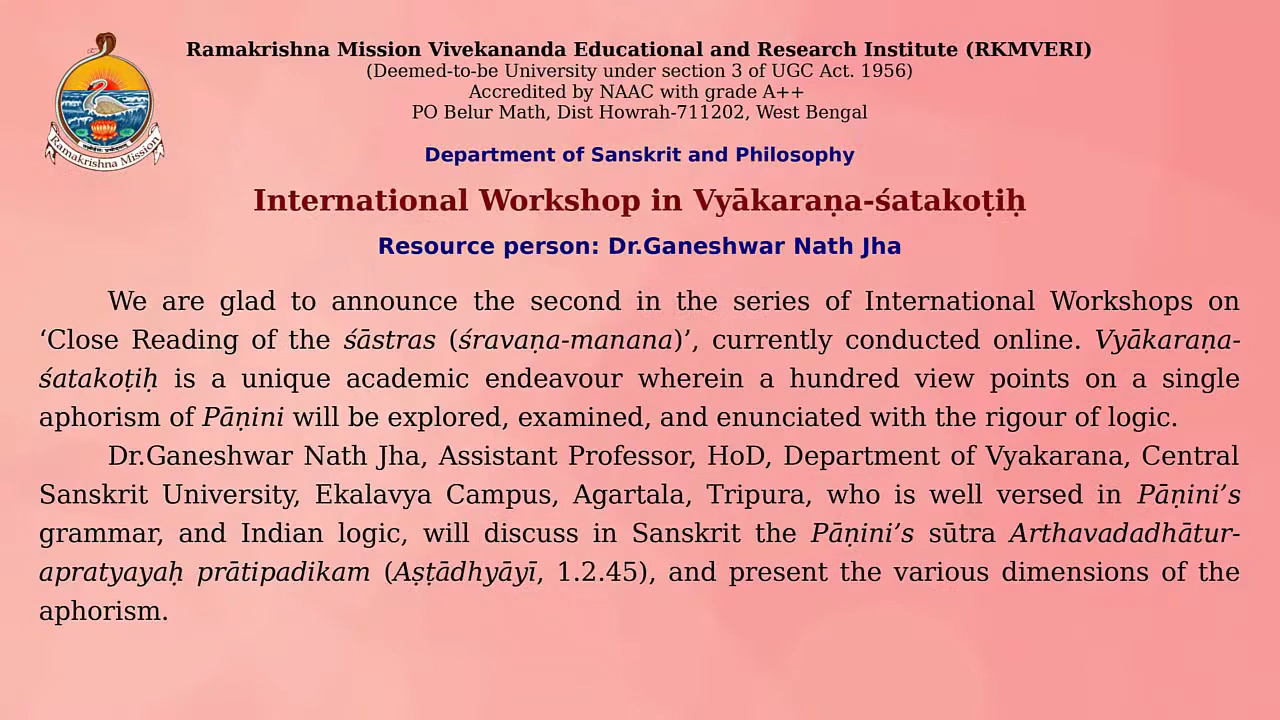 Ramakrishna Mission Vivekananda Educational and Research Institute (RKMVERI)
(Deemed-to-be University under section 3 of UGC Act. 1956)
Accredited by NAAC with grade A++
PO Belur Math, Dist Howrah-711202, West Bengal
Ramakrishna Mission
Department of Sanskrit and Philosophy
International Workshop in Vyākaraṇa-śatakoṭiḥ
Resource person: Dr.Ganeshwar Nath Jha
We are glad to announce the second in the series of International Workshops on
‘Close Reading of the śāstras (śravaṇa-manana)’, currently conducted online. Vyākaraṇa-
śatakoṭiḥ is a unique academic endeavour wherein a hundred view points on a single
aphorism of Pāṇini will be explored, examined, and enunciated with the rigour of logic.
Dr.Ganeshwar Nath Jha, Assistant Professor, HoD, Department of Vyakarana, Central
Sanskrit University, Ekalavya Campus, Agartala, Tripura, who is well versed in Pāṇini’s
grammar, and Indian logic, will discuss in Sanskrit the Pāṇini’s sūtra Arthavadadhātur-
apratyayaḥ prātipadikam (Aṣṭādhyāyī, 1.2.45), and present the various dimensions of the
aphorism.